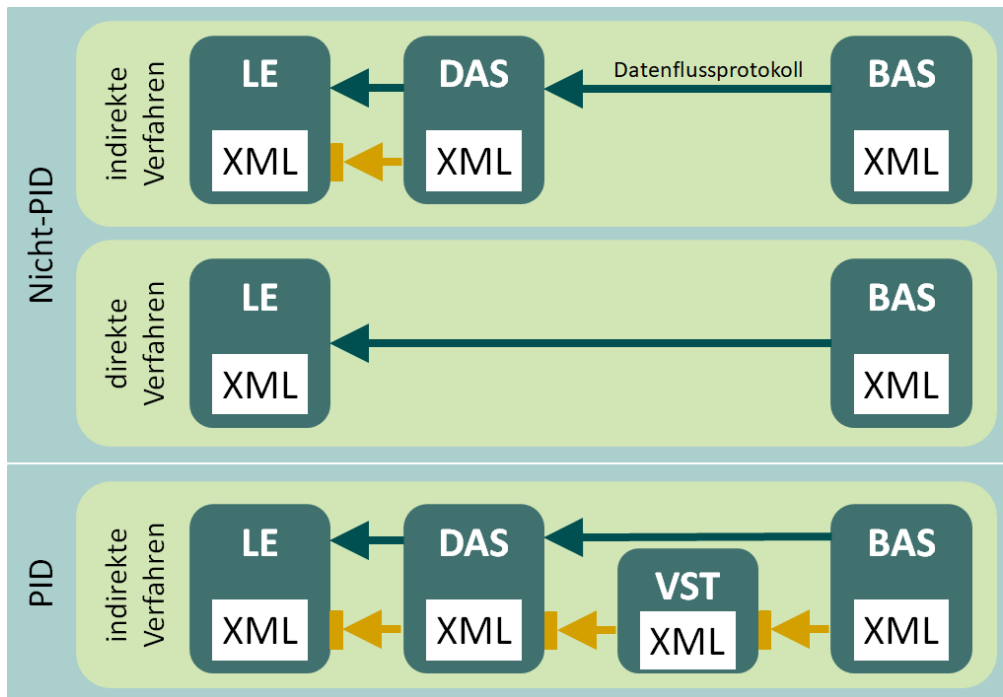 Nicht-PID
indirekte
Verfahren
LE
DAS
Datenflussprotokoll
BAS
XML
XML
XML
direkte
Verfahren
LE
BAS
XML
XML
PID
indirekte
Verfahren
LE
DAS
VST
BAS
XML
XML
XML
XML